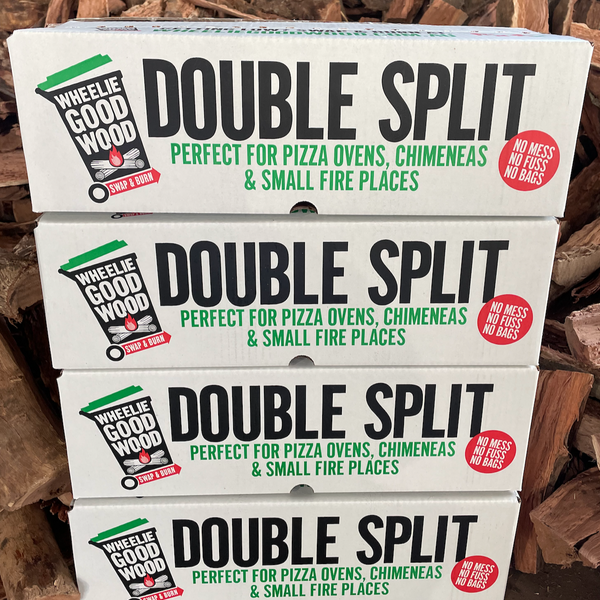 WHEELIE
GOOD
WOOD
SWAP & BURN
DOUBLE SPLIT
PERFECT FOR PIZZA OVENS, CHIMENEAS
& SMALL FIRE PLACES
NO MESS
NO FUSS
NO BAGS
WHEELIE
GOOD
WOOD
SWAP & BURN
DOUBLE SPLIT
PERFECT FOR PIZZA OVENS, CHIMENEAS
& SMALL FIRE PLACES
NO MESS
NO FUSS
NO BAGS
WHEELIE
GOOD
WOOD
SWAP & BURN
DOUBLE SPLIT
PERFECT FOR PIZZA OVENS, CHIMENEAS
& SMALL FIRE PLACES
NO MESS
NO FUSS
NO BAGS
WHEELIE
GOOD
WOOD
SWAP & BURN
DOUBLE SPLIT
PERFECT FOR PIZZA OVENS, CHIMENEAS
& SMALL FIRE PLACES
NO MESS
NO FUSS
NO BAGS